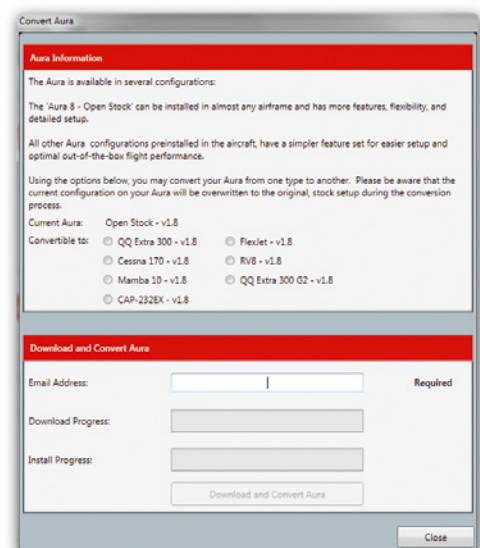 Convert Aura
Aura Information
The Aura is available in several configurations:
The 'Aura 8 - Open Stock' can be installed in almost any airframe and has more features, flexibility, and
detailed setup.
All other Aura configurations preinstalled in the aircraft, have a simpler feature set for easier setup and
optimal out-of-the-box flight performance.
Using the options below, you may convert your Aura from one type to another. Please be aware that the
current configuration on your Aura will be overwritten to the original, stock setup during the conversion
process.
Current Aura: Open Stock - v1.8
Convertible to: QQ Extra 300 - v1.8 FlexJet - v1.8
Cessna 170 - v1.8 RV8 - v1.8
Mamba 10 - v1.8 QQ Extra 300 G2 - v1.8
CAP-232EX - v1.8
Download and Convert Aura
Email Address: Required
Download Progress:
Install Progress:
Download and Convert Aura
Close